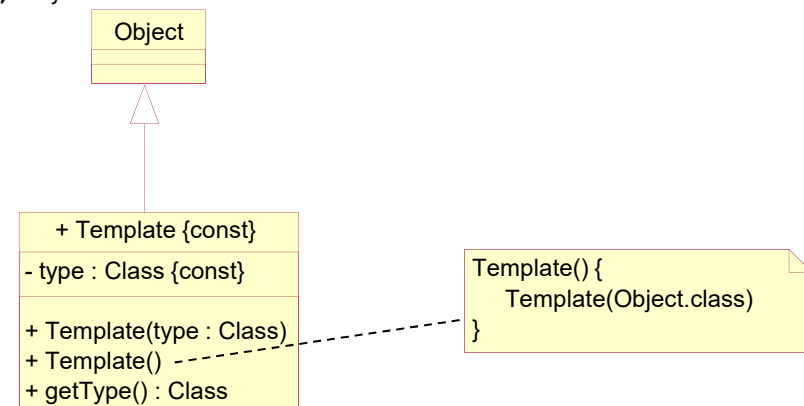 Object
+ Template {const}
- type : Class {const}
+ Template(type : Class)
+ Template()
+ getType() : Class
Template() {
Template(Object.class)
}